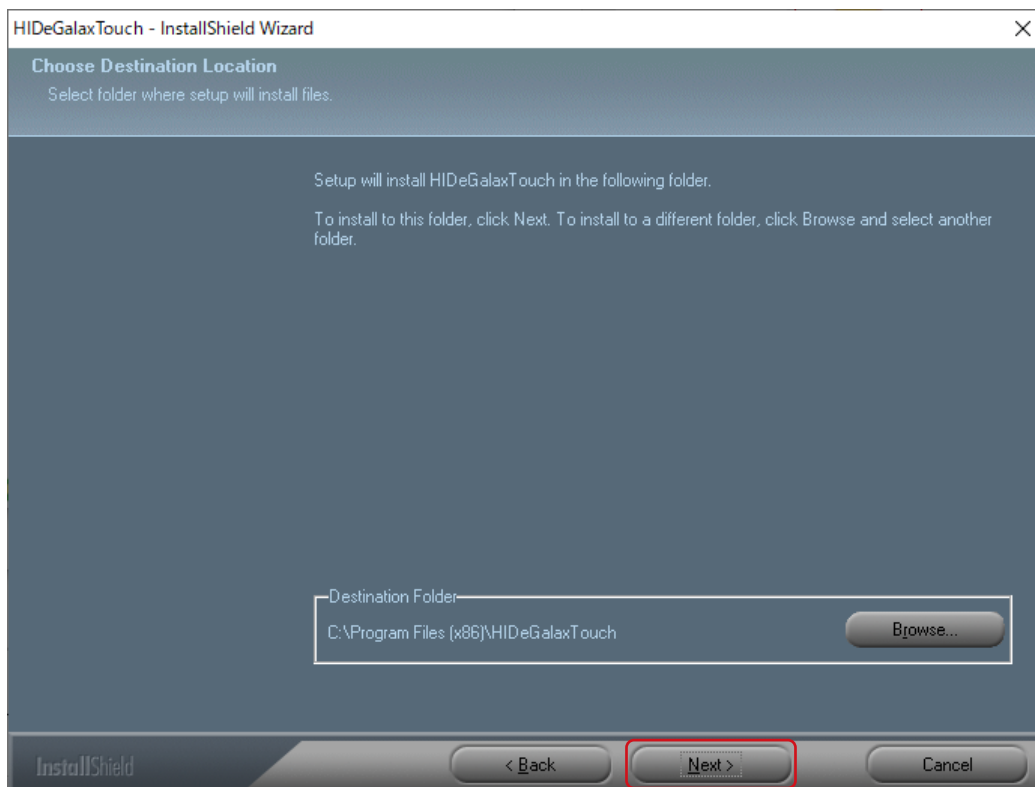 HIDeGalaxTouch - InstallShield Wizard
Choose Destination Location
Select folder where setup will install files.
Setup will install HIDeGalaxTouch in the following folder.
To install to this folder, click Next. To install to a different folder, click Browse and select another
folder.
Destination Folder
C:\Program Files (x86)\HIDeGalaxTouch
Browse...
InstallShield
< Back
Next >
Cancel